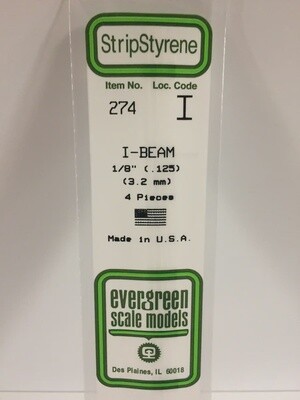 StripStyrene
Item No. Loc. Code
274 I
I-BEAM
1/8" (.125)
(3.2 mm)
4 Pieces
Made in U.S.A.
evergreen
scale models
Des Plaines, IL 60018